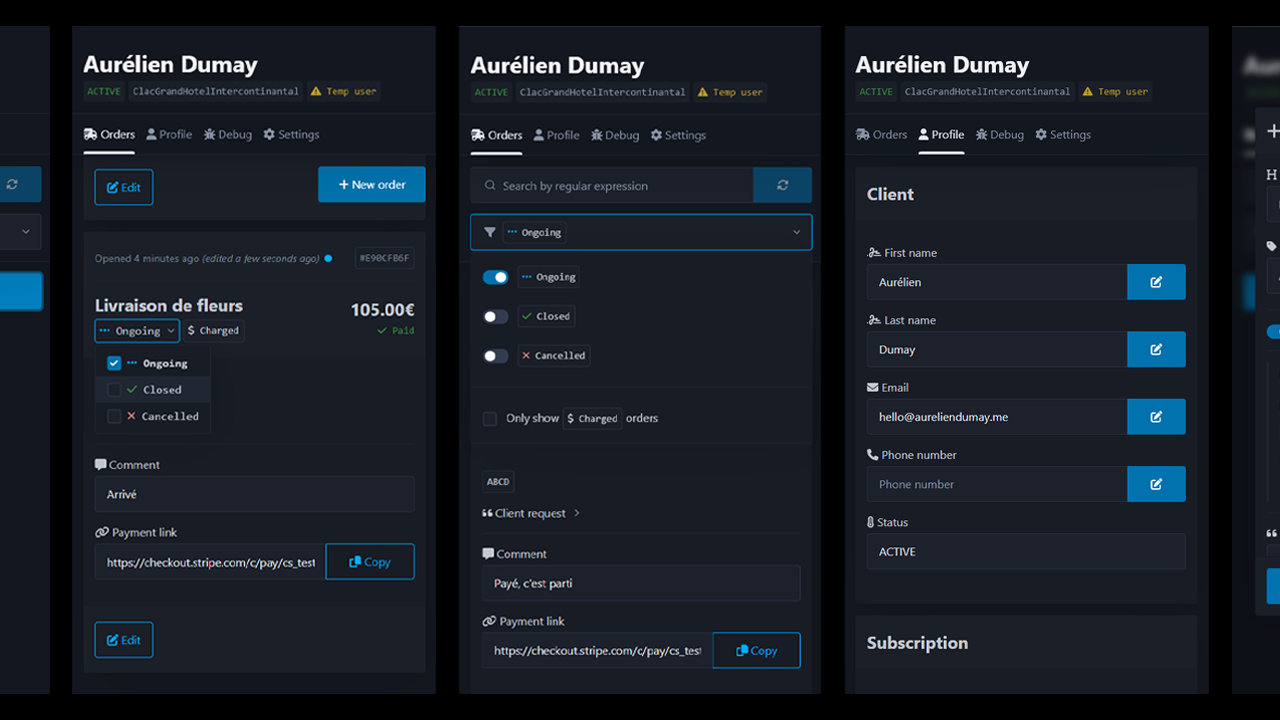 Aurélien Dumay
ACTIVE ClacGrandHotelIntercontinantal Temp user
Orders Profile Debug Settings
Edit + New order
Opened 4 minutes ago (edited a few seconds ago) #E90CFB6F
Livraison de fleurs 105.00€
Ongoing $ Charged Paid
Ongoing
Closed
Cancelled
Comment
Arrivé
Payment link
https://checkout.stripe.com/c/pay/cs_test Copy
Edit
Aurélien Dumay
ACTIVE ClacGrandHotelIntercontinantal Temp user
Orders Profile Debug Settings
Search by regular expression
Ongoing
Ongoing
Closed
Cancelled
Only show $ Charged orders
ABCD
Client request
Comment
Payé, c'est parti
Payment link
https://checkout.stripe.com/c/pay/cs_test Copy
Aurélien Dumay
ACTIVE ClacGrandHotelIntercontinantal Temp user
Orders Profile Debug Settings
Client
First name
Aurélien
Last name
Dumay
Email
hello@aureliendumay.me
Phone number
Phone number
Status
ACTIVE
Subscription